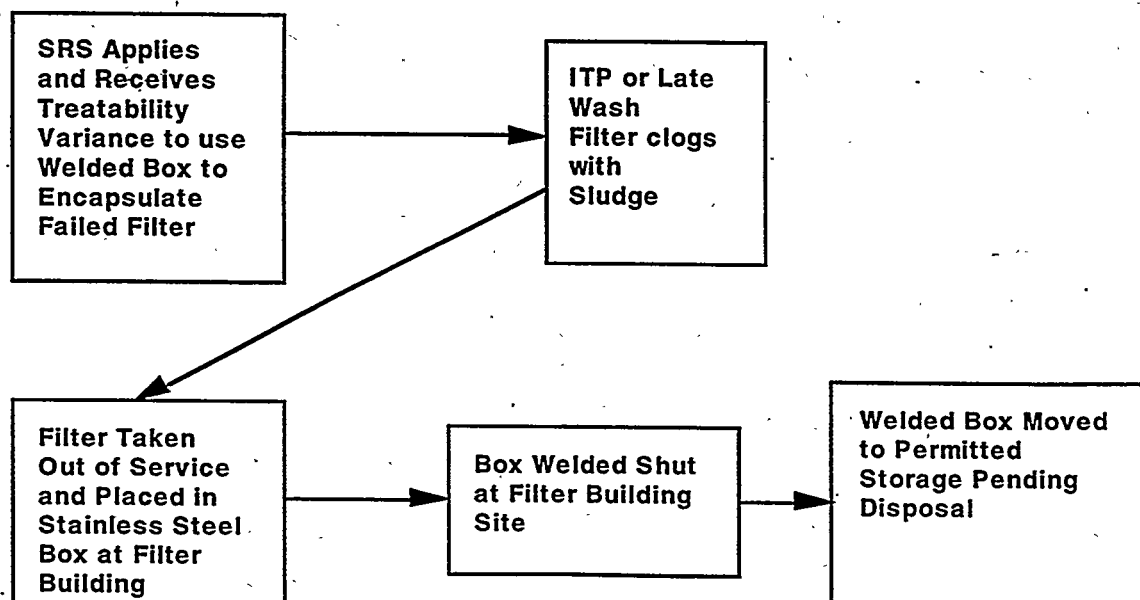 SRS Applies
and Receives
Treatability
Variance to use
Welded Box to
Encapsulate
Failed Filter
ITP or Late
Wash
Filter clogs
with
Sludge
Filter Taken
Out of Service
and Placed in
Stainless Steel
Box at Filter
Building
Box Welded Shut
at Filter Building
Site
Welded Box Moved
to Permitted
Storage Pending
Disposal